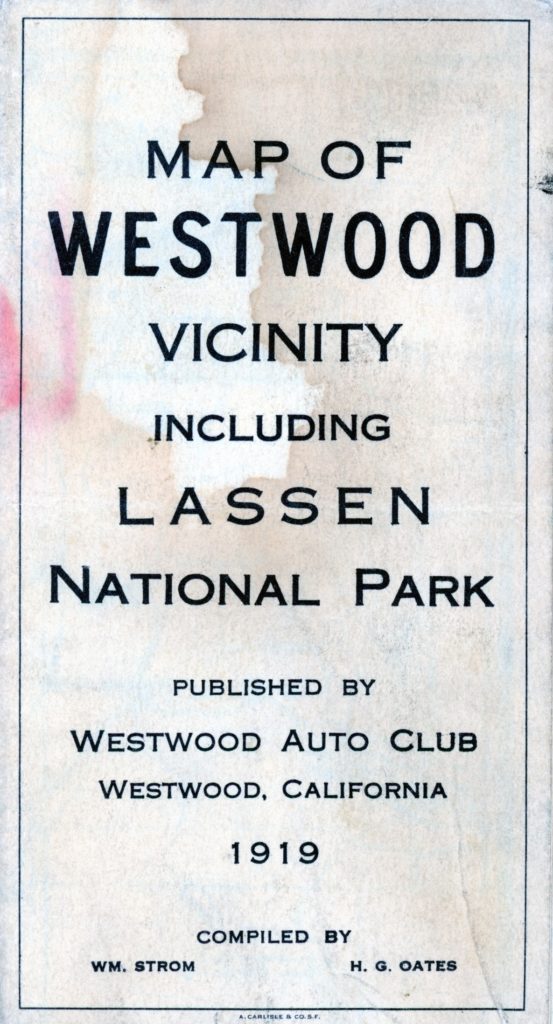 MAP OF
WESTWOOD
VICINITY
INCLUDING
LASSEN
NATIONAL PARK
PUBLISHED BY
WESTWOOD AUTO CLUB
WESTWOOD, CALIFORNIA
1919
COMPILED BY
WM. STROM H. G. OATES
A. CARLISLE & CO. S.F.